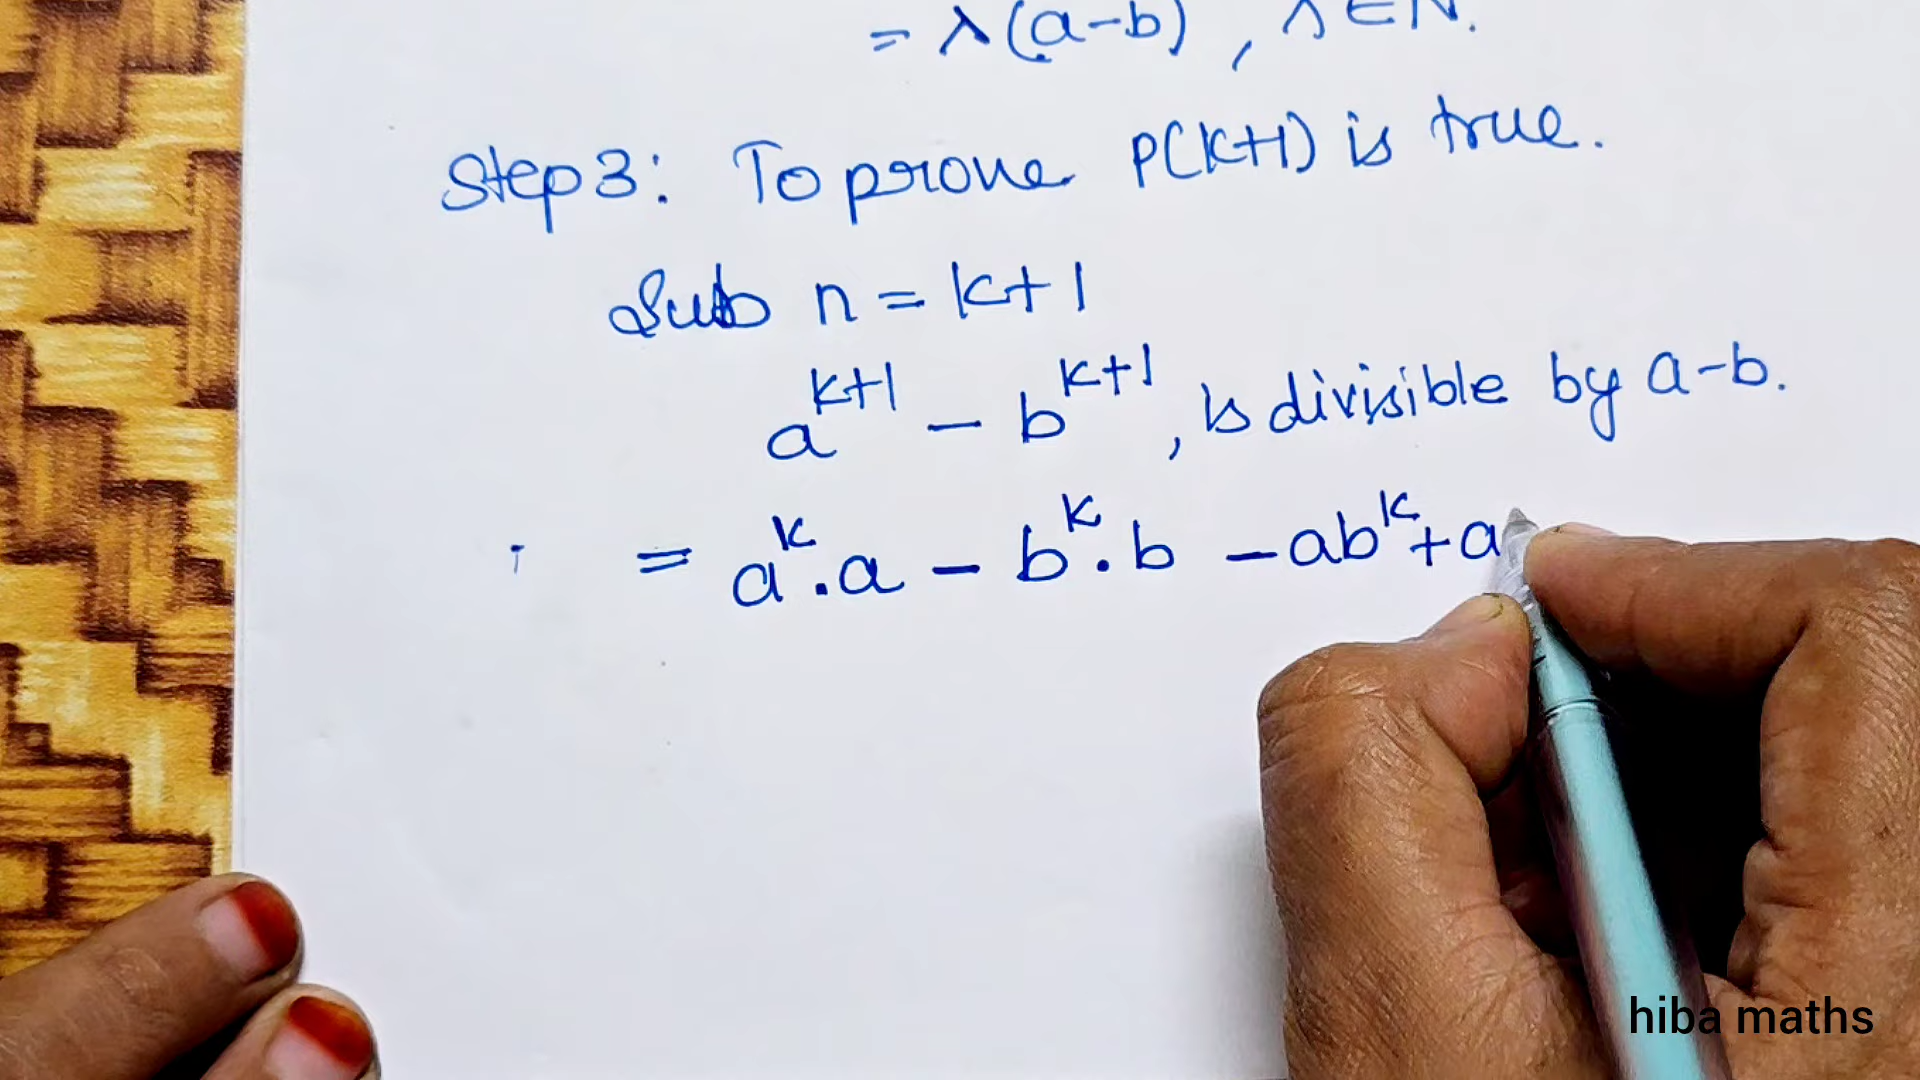 = λ(a-b), λ∈N.
Step 3: To prove P(k+1) is true.
Sub n = k+1
a^{k+1} - b^{k+1}, is divisible by a-b.
= a^k.a - b^k.b - ab^k + a
hiba maths